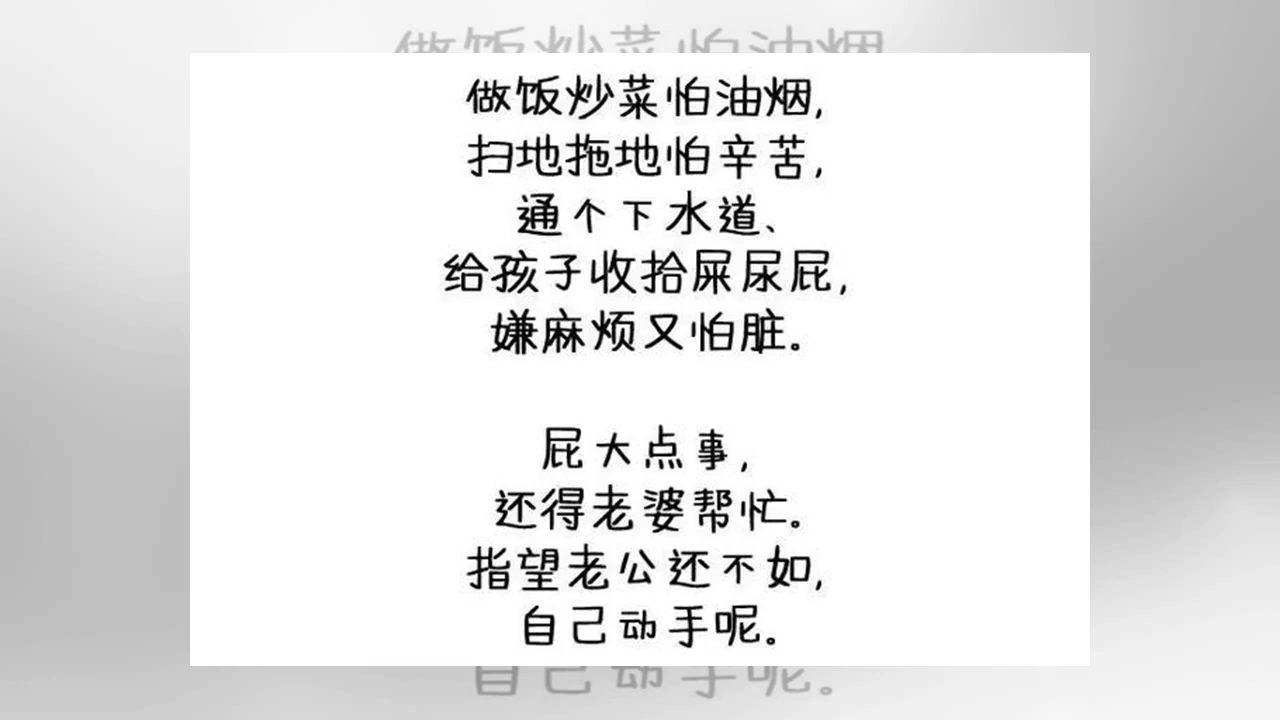 做饭炒菜怕油烟,
扫地拖地怕辛苦,
通个下水道、
给孩子收拾屎尿屁,
嫌麻烦又怕脏。
屁大点事,
还得老婆帮忙。
指望老公还不如,
自己动手呢。